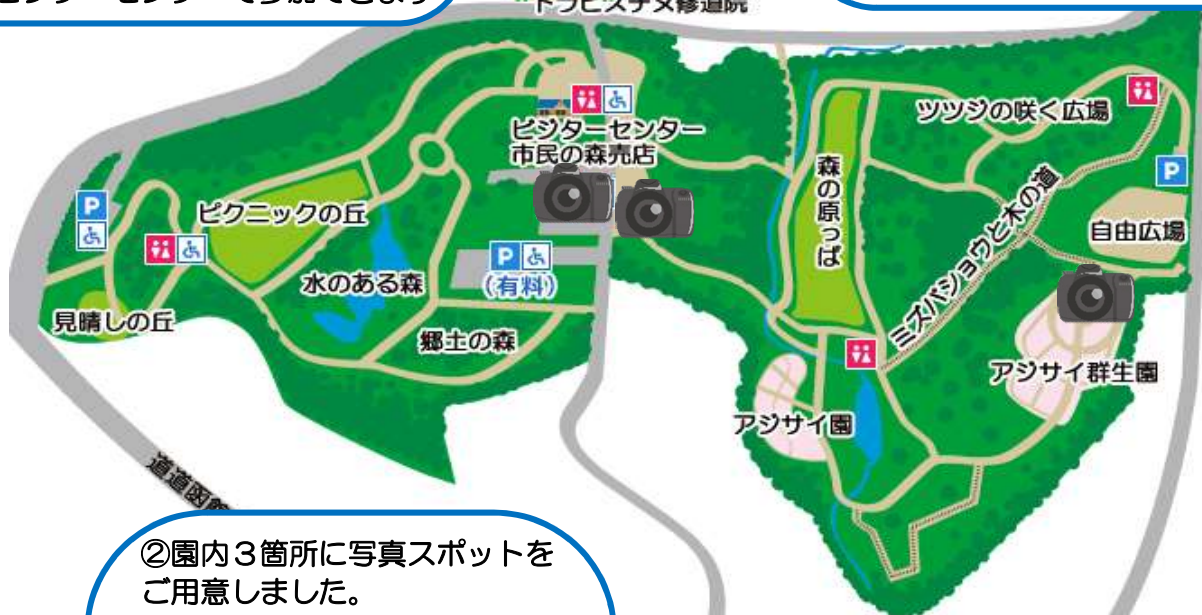 トラピスチヌ修道院
ツツジの咲く広場
ビジターセンター
市民の森売店
森の原っぱ
P
P
ピクニックの丘
ミズバショウと木の道
自由広場
P
(有料)
水のある森
見晴しの丘
郷土の森
アジサイ群生園
アジサイ園
道道函館
②園内3箇所に写真スポットを
ご用意しました。